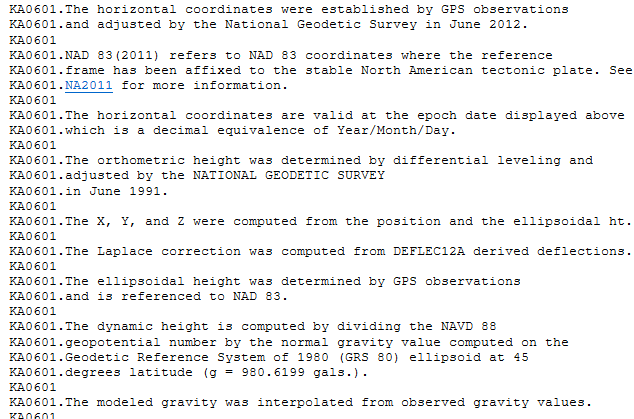 KA0601.The horizontal coordinates were established by GPS observations
KA0601.and adjusted by the National Geodetic Survey in June 2012.
KA0601
KA0601.NAD 83(2011) refers to NAD 83 coordinates where the reference
KA0601.frame has been affixed to the stable North American tectonic plate. See
KA0601.NA2011 for more information.
KA0601
KA0601.The horizontal coordinates are valid at the epoch date displayed above
KA0601.which is a decimal equivalence of Year/Month/Day.
KA0601
KA0601.The orthometric height was determined by differential leveling and
KA0601.adjusted by the NATIONAL GEODETIC SURVEY
KA0601.in June 1991.
KA0601
KA0601.The X, Y, and Z were computed from the position and the ellipsoidal ht.
KA0601
KA0601.The Laplace correction was computed from DEFLEC12A derived deflections.
KA0601
KA0601.The ellipsoidal height was determined by GPS observations
KA0601.and is referenced to NAD 83.
KA0601
KA0601.The dynamic height is computed by dividing the NAVD 88
KA0601.geopotential number by the normal gravity value computed on the
KA0601.Geodetic Reference System of 1980 (GRS 80) ellipsoid at 45
KA0601.degrees latitude (g = 980.6199 gals.).
KA0601
KA0601.The modeled gravity was interpolated from observed gravity values.
KA0601